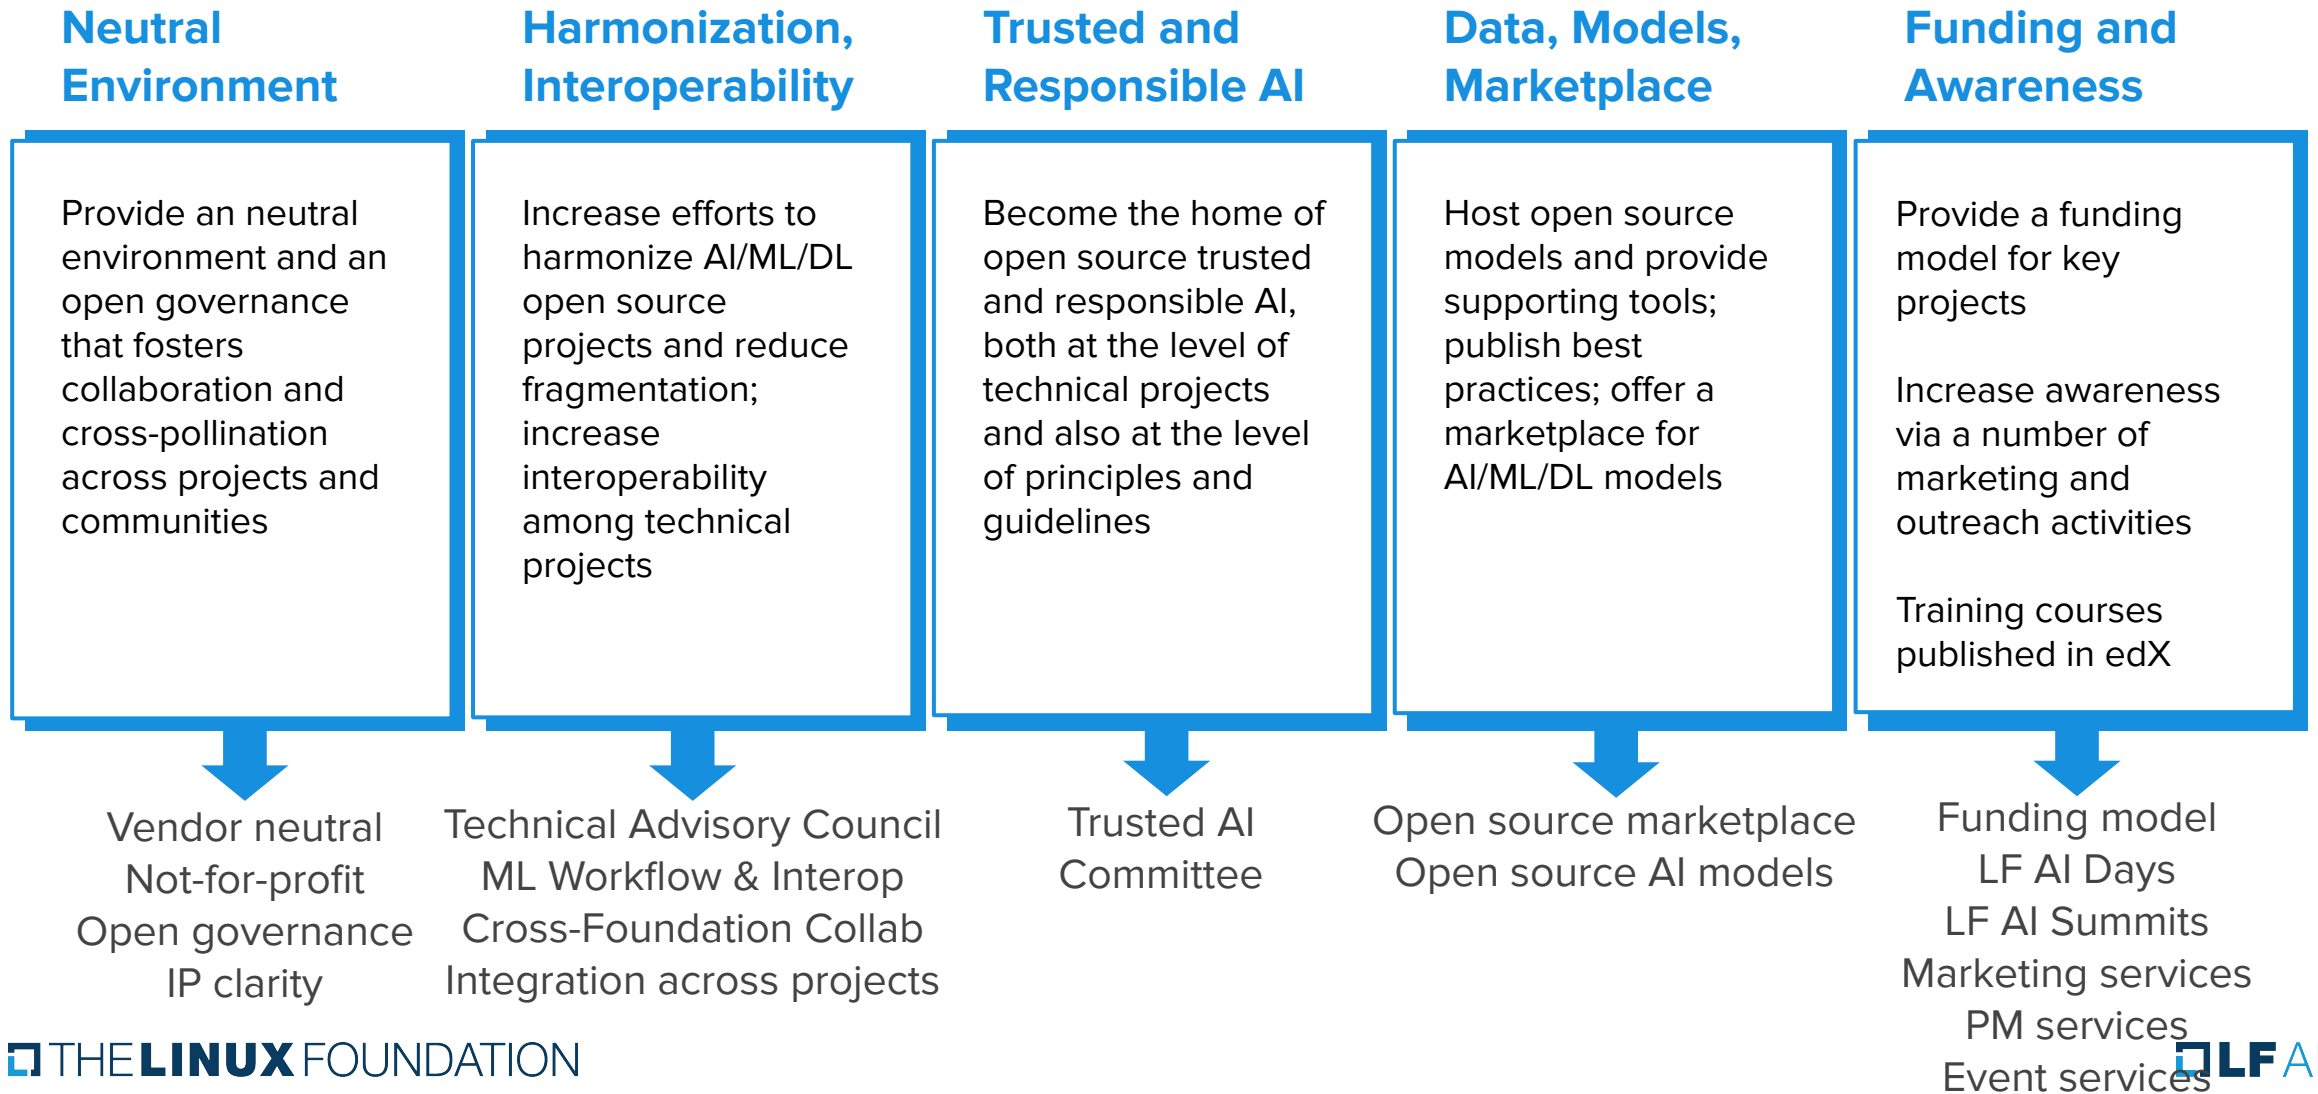 Neutral
Environment
Provide an neutral
environment and an
open governance
that fosters
collaboration and
cross-pollination
across projects and
communities
Vendor neutral
Not-for-profit
Open governance
IP clarity
Harmonization,
Interoperability
Increase efforts to
harmonize AI/ML/DL
open source
projects and reduce
fragmentation;
increase
interoperability
among technical
projects
Technical Advisory Council
ML Workflow & Interop
Cross-Foundation Collab
Integration across projects
Trusted and
Responsible AI
Become the home of
open source trusted
and responsible AI,
both at the level of
technical projects
and also at the level
of principles and
guidelines
Trusted AI
Committee
Data, Models,
Marketplace
Host open source
models and provide
supporting tools;
publish best
practices; offer a
marketplace for
AI/ML/DL models
Open source marketplace
Open source AI models
Funding and
Awareness
Provide a funding
model for key
projects
Increase awareness
via a number of
marketing and
outreach activities
Training courses
published in edX
Funding model
LF AI Days
LF AI Summits
Marketing services
PM services
Event services
THE LINUX FOUNDATION
LF AI